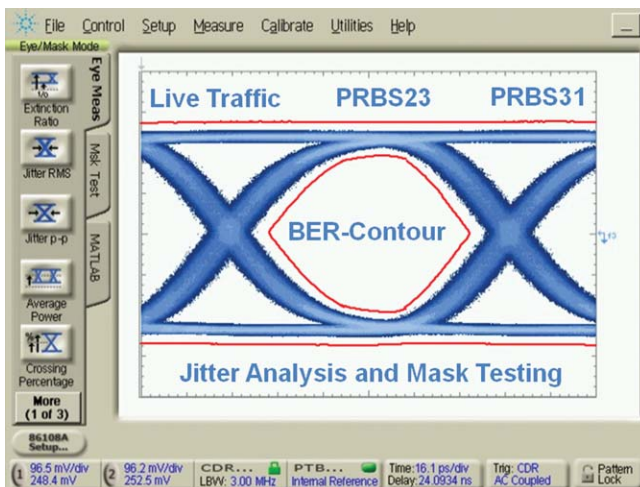 File Control Setup Measure Calibrate Utilities Help
Eye/Mask Mode
Eye Meas
Msk Test
MATLAB
1/0
Extinction
Ratio
Jitter RMS
Jitter p-p
Average
Power
%
Crossing
Percentage
More
(1 of 3)
86108A
Setup...
Live Traffic PRBS23 PRBS31
BER-Contour
Jitter Analysis and Mask Testing
1 96.5 mV/div
248.4 mV
2 96.2 mV/div
252.5 mV
CDR...
LBW: 3.00 MHz
PTB...
Internal Reference
Time:16.1 ps/div
Delay:24.0934 ns
Trig: CDR
AC Coupled
Pattern
Lock